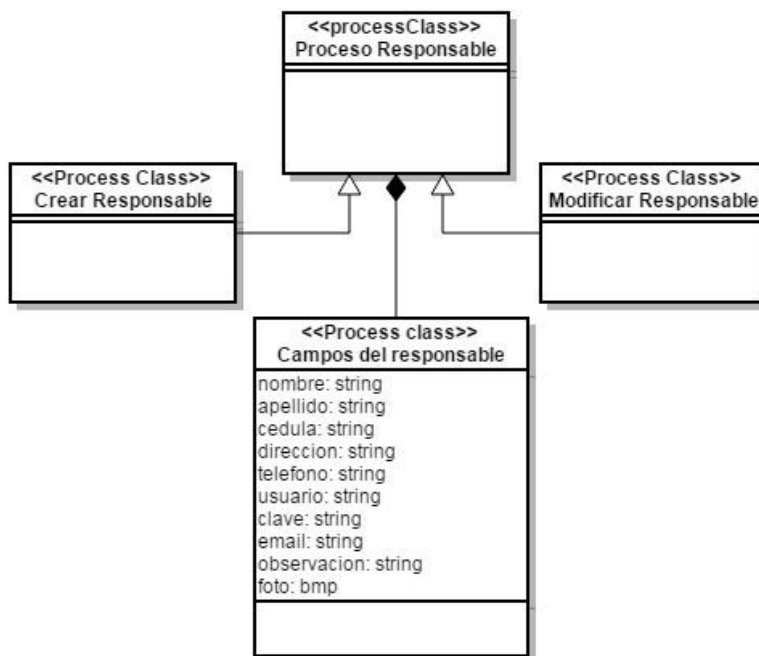 <<processClass>>
Proceso Responsable
<<Process Class>>
Crear Responsable
<<Process Class>>
Modificar Responsable
<<Process class>>
Campos del responsable
nombre: string
apellido: string
cedula: string
direccion: string
telefono: string
usuario: string
clave: string
email: string
observacion: string
foto: bmp